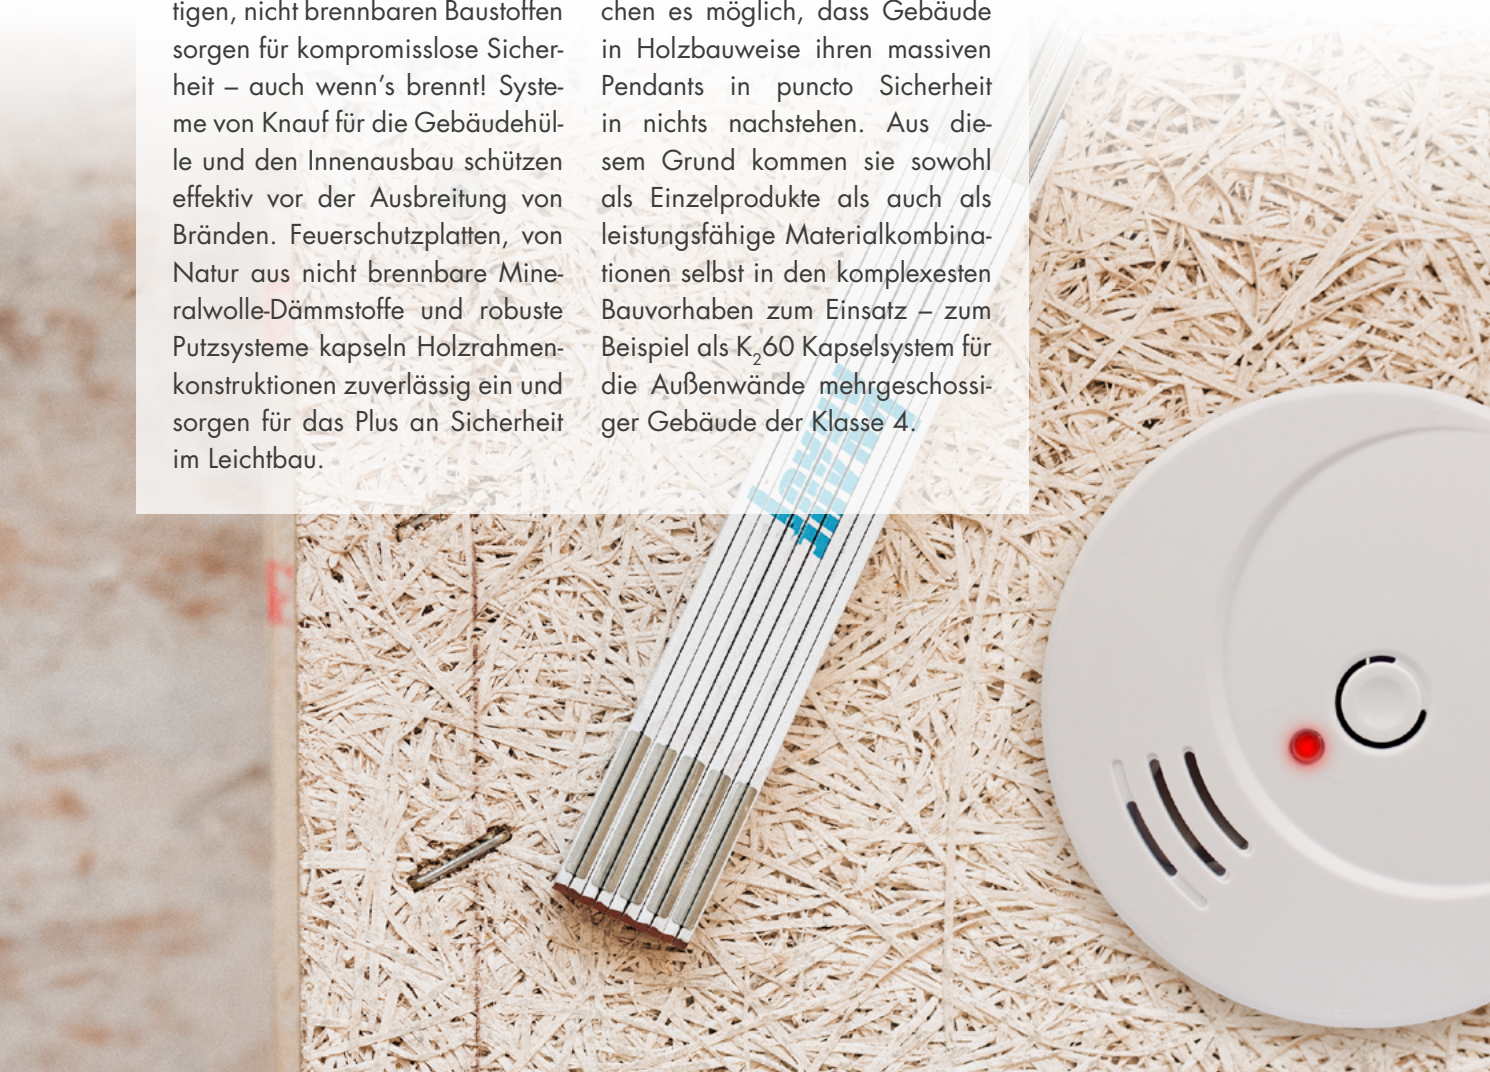 tigen, nicht brennbaren Baustoffen
sorgen für kompromisslose Sicher-
heit – auch wenn’s brennt! Syste-
me von Knauf für die Gebäudehül-
le und den Innenausbau schützen
effektiv vor der Ausbreitung von
Bränden. Feuerschutzplatten, von
Natur aus nicht brennbare Mine-
ralwolle-Dämmstoffe und robuste
Putzsysteme kapseln Holzrahmen-
konstruktionen zuverlässig ein und
sorgen für das Plus an Sicherheit
im Leichtbau.
chen es möglich, dass Gebäude
in Holzbauweise ihren massiven
Pendants in puncto Sicherheit
in nichts nachstehen. Aus die-
sem Grund kommen sie sowohl
als Einzelprodukte als auch als
leistungsfähige Materialkombina-
tionen selbst in den komplexesten
Bauvorhaben zum Einsatz – zum
Beispiel als K₂60 Kapselsystem für
die Außenwände mehrgeschossi-
ger Gebäude der Klasse 4.